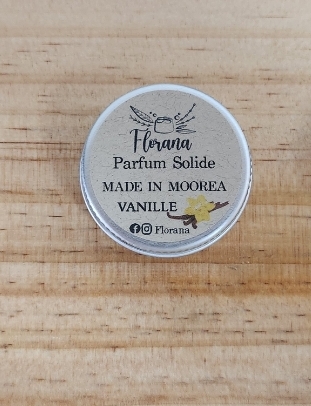 Florana
Parfum Solide
MADE IN MOOREA
VANILLE
Florana